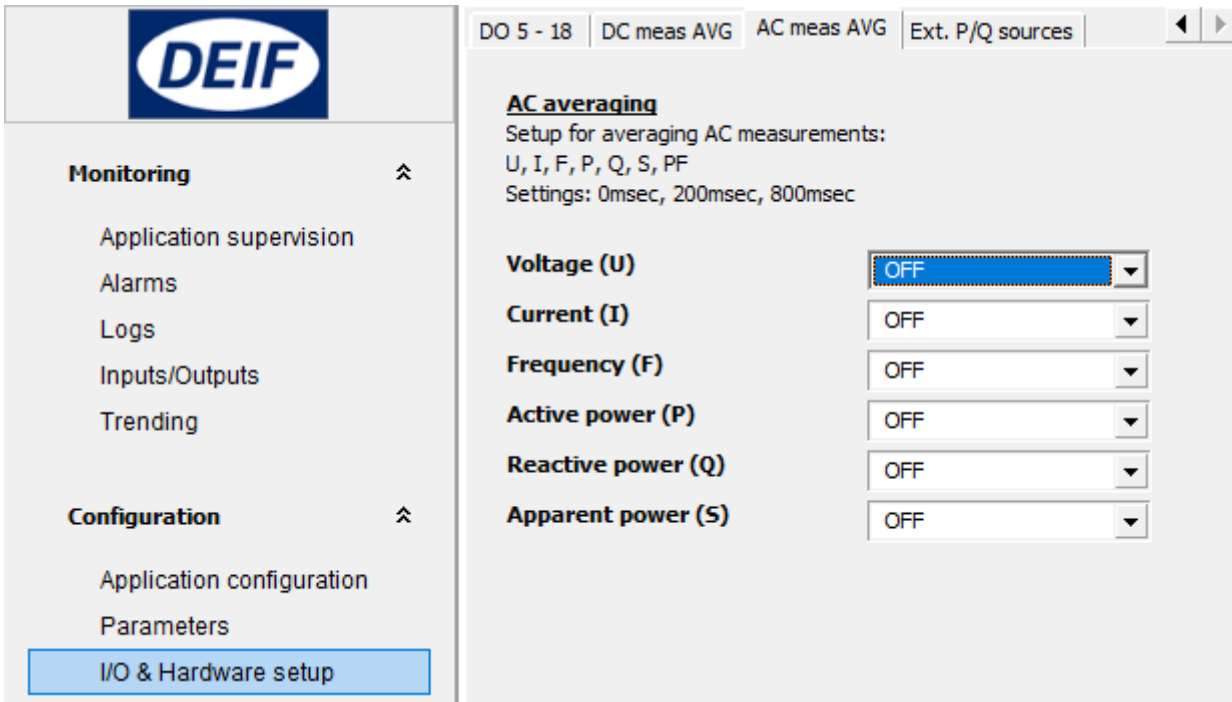 DEIF
Monitoring
Application supervision
Alarms
Logs
Inputs/Outputs
Trending
Configuration
Application configuration
Parameters
I/O & Hardware setup
DO 5 - 18 DC meas AVG AC meas AVG Ext. P/Q sources
AC averaging
Setup for averaging AC measurements:
U, I, F, P, Q, S, PF
Settings: 0msec, 200msec, 800msec
Voltage (U) OFF
Current (I) OFF
Frequency (F) OFF
Active power (P) OFF
Reactive power (Q) OFF
Apparent power (S) OFF